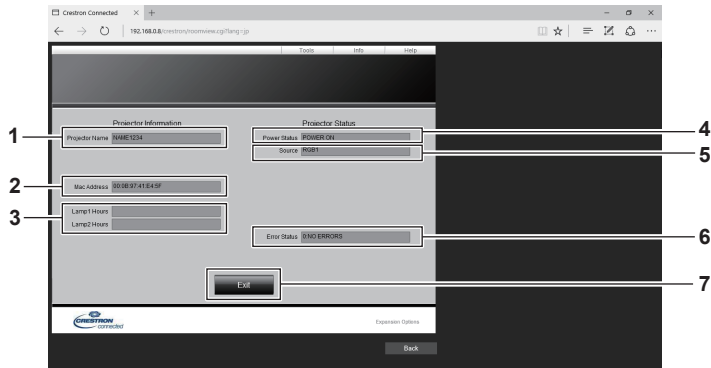 Crestron Connected
192.168.0.8/crestron/roomview.cgi?lang=jp
Tools Info Help
Projector Information Projector Status
1 Projector Name NAME1234 Power Status POWER ON 4
Source RGB1 5
2 Mac Address 00:0B:97:41:E4:5F
3 Lamp1 Hours
Lamp2 Hours
Error Status 0:NO ERRORS 6
Exit 7
CRESTRON connected Expansion Options
Back